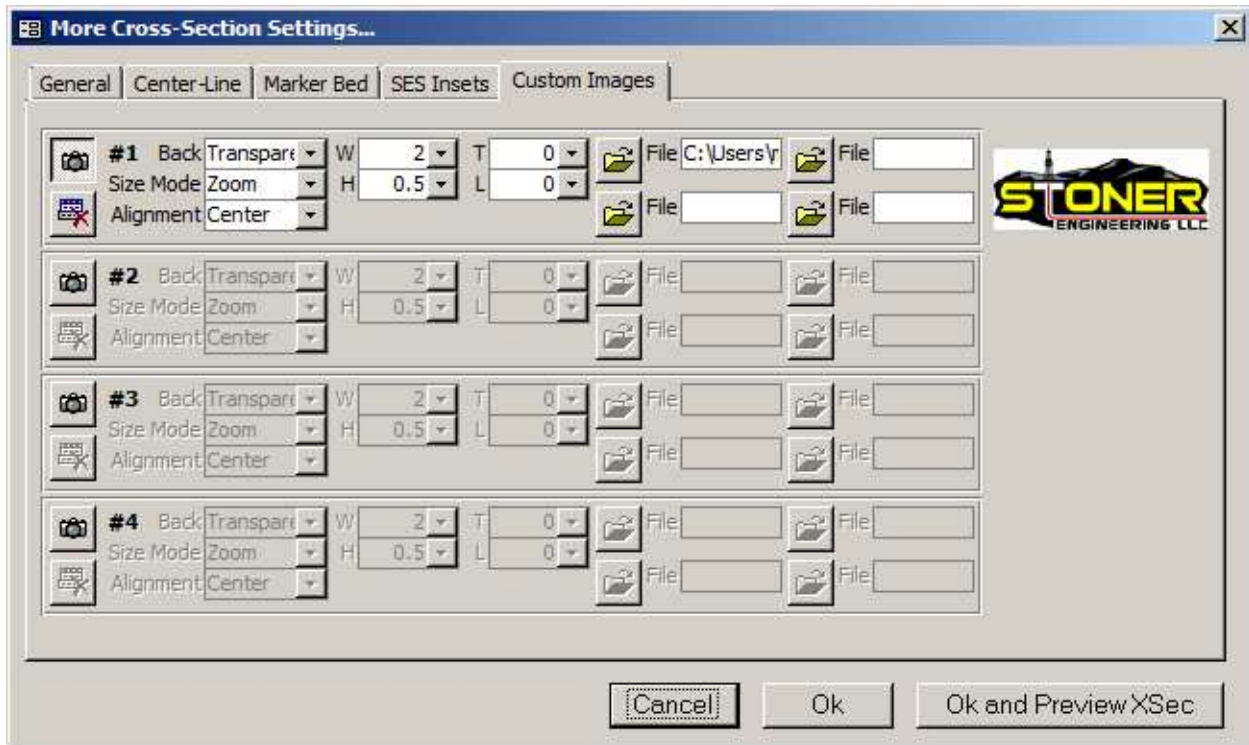 More Cross-Section Settings...
General Center-Line Marker Bed SES Insets Custom Images
#1 Back Transpare W 2 T 0 File C:\Users\r File
Size Mode Zoom H 0.5 L 0
Alignment Center File File
STONER
ENGINEERING LLC
#2 Back Transpare W 2 T 0 File File
Size Mode Zoom H 0.5 L 0
Alignment Center File File
#3 Back Transpare W 2 T 0 File File
Size Mode Zoom H 0.5 L 0
Alignment Center File File
#4 Back Transpare W 2 T 0 File File
Size Mode Zoom H 0.5 L 0
Alignment Center File File
Cancel Ok Ok and Preview XSec